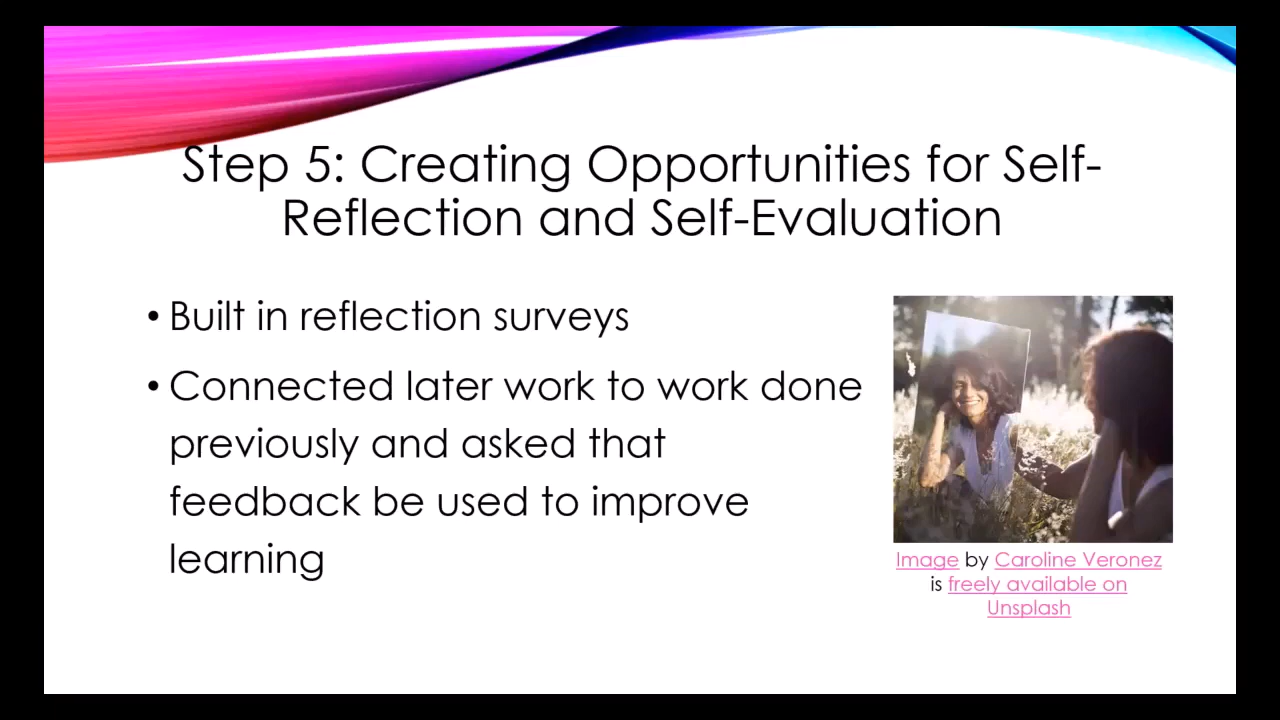 Step 5: Creating Opportunities for Self-
Reflection and Self-Evaluation
• Built in reflection surveys
• Connected later work to work done
previously and asked that
feedback be used to improve
learning
Image by Caroline Veronez
is freely available on
Unsplash